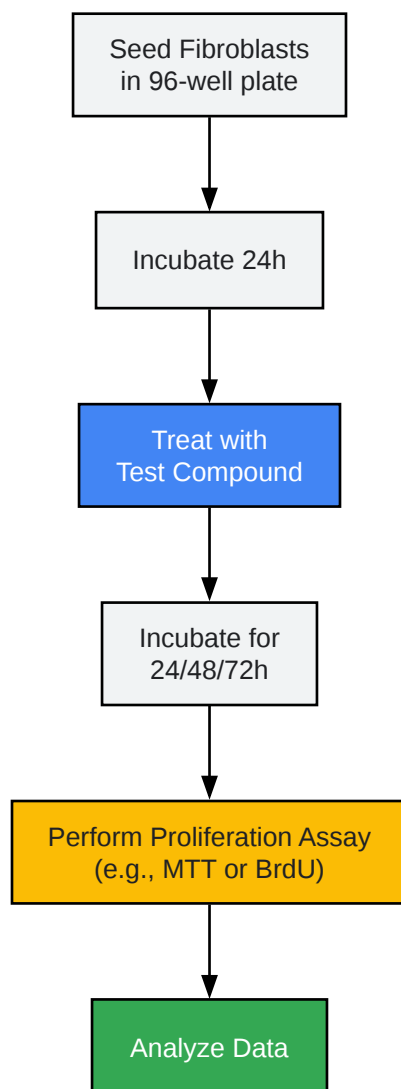 Seed Fibroblasts
in 96-well plate
Incubate 24h
Treat with
Test Compound
Incubate for
24/48/72h
Perform Proliferation Assay
(e.g., MTT or BrdU)
Analyze Data